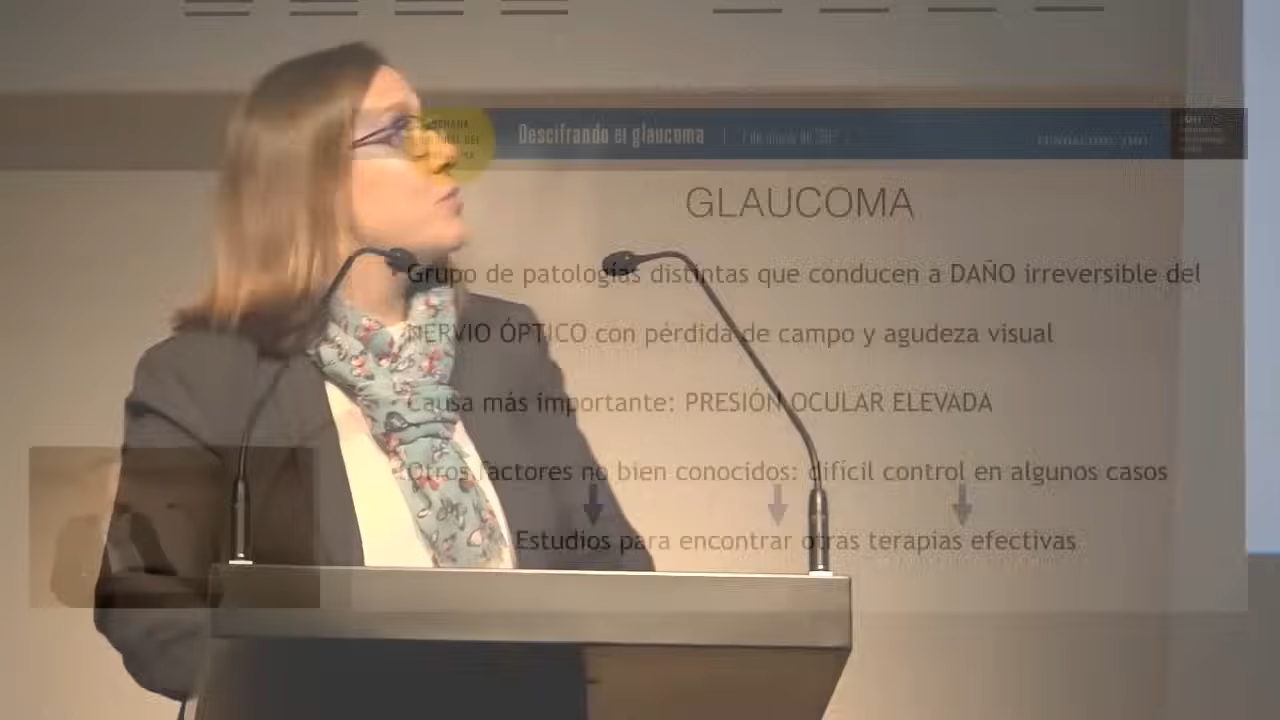 Descifrando el glaucoma
GLAUCOMA
Grupo de patologías distintas que conducen a DAÑO irreversible del
NERVIO ÓPTICO con pérdida de campo y agudeza visual
Causa más importante: PRESIÓN OCULAR ELEVADA
Otros factores no bien conocidos: difícil control en algunos casos
Estudios para encontrar otras terapias efectivas